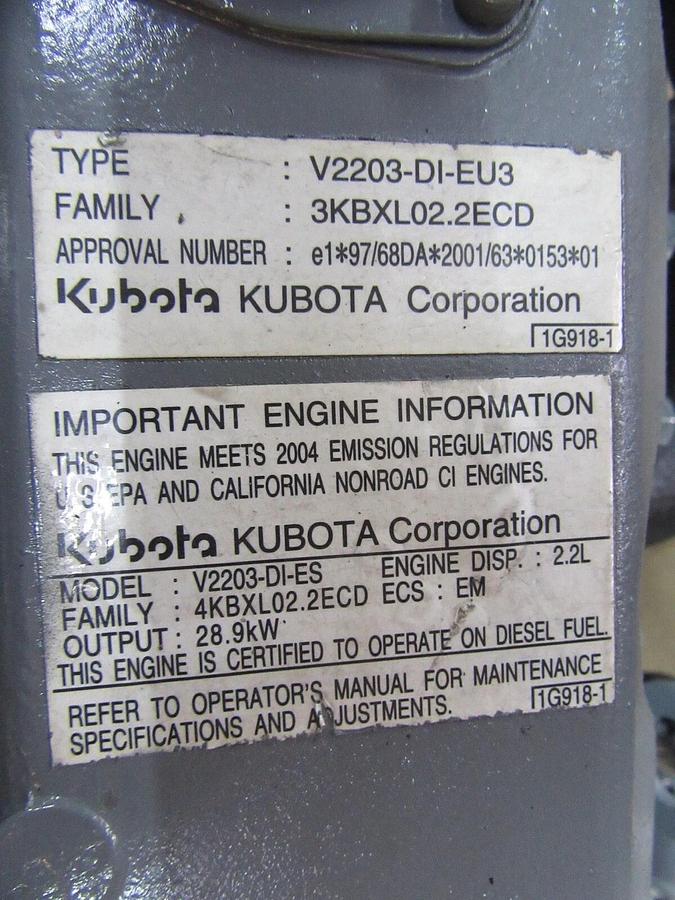 TYPE : V2203-DI-EU3
FAMILY : 3KBXL02.2ECD
APPROVAL NUMBER : e1*97/68DA*2001/63*0153*01
Kubota KUBOTA Corporation
1G918-1
IMPORTANT ENGINE INFORMATION
THIS ENGINE MEETS 2004 EMISSION REGULATIONS FOR
U S EPA AND CALIFORNIA NONROAD CI ENGINES.
Kubota KUBOTA Corporation
MODEL : V2203-DI-ES ENGINE DISP. : 2.2L
FAMILY : 4KBXL02.2ECD ECS : EM
OUTPUT : 28.9kW
THIS ENGINE IS CERTIFIED TO OPERATE ON DIESEL FUEL.
REFER TO OPERATOR'S MANUAL FOR MAINTENANCE
SPECIFICATIONS AND ADJUSTMENTS.
1G918-1